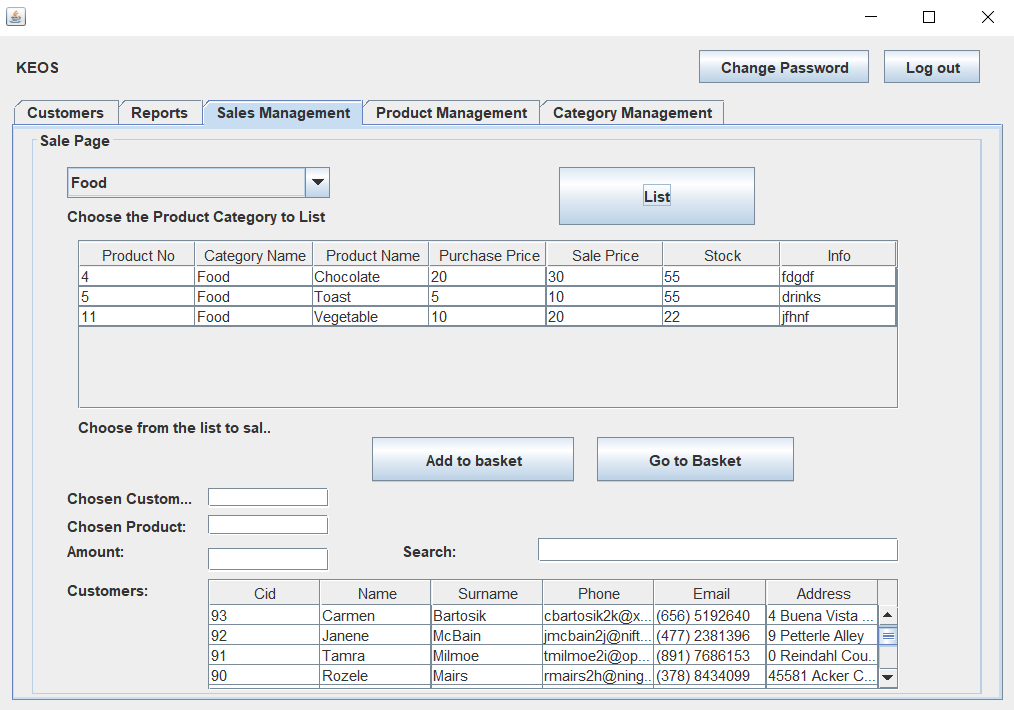 KEOS
Change Password
Log out
Customers Reports Sales Management Product Management Category Management
Sale Page
Food
List
Choose the Product Category to List
Product No Category Name Product Name Purchase Price Sale Price Stock Info
4 Food Chocolate 20 30 55 fdgdf
5 Food Toast 5 10 55 drinks
11 Food Vegetable 10 20 22 jfhnf
Choose from the list to sal..
Add to basket Go to Basket
Chosen Custom...
Chosen Product:
Amount: Search:
Customers:
Cid Name Surname Phone Email Address
93 Carmen Bartosik cbartosik2k@x... (656) 5192640 4 Buena Vista ...
92 Janene McBain jmcbain2j@nift... (477) 2381396 9 Petterle Alley
91 Tamra Milmoe tmilmoe2i@op... (891) 7686153 0 Reindahl Cou...
90 Rozele Mairs rmairs2h@ning... (378) 8434099 45581 Acker C...